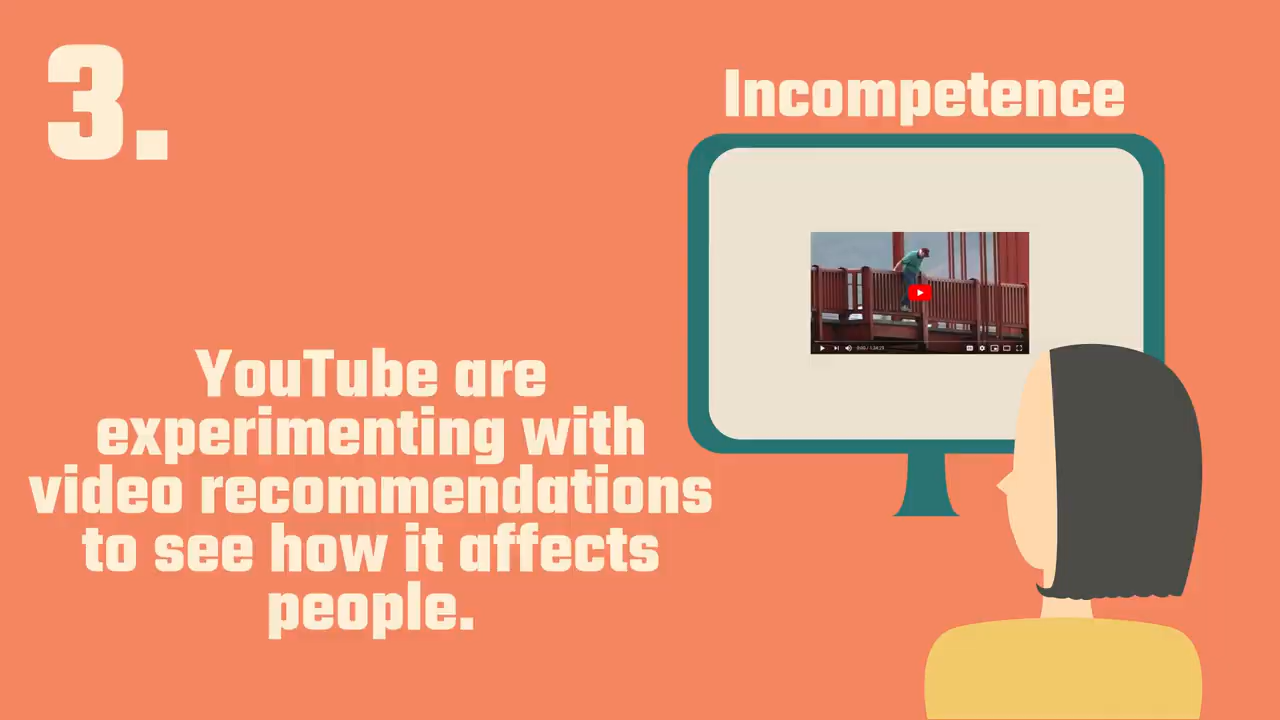 3.
Incompetence
YouTube are
experimenting with
video recommendations
to see how it affects
people.